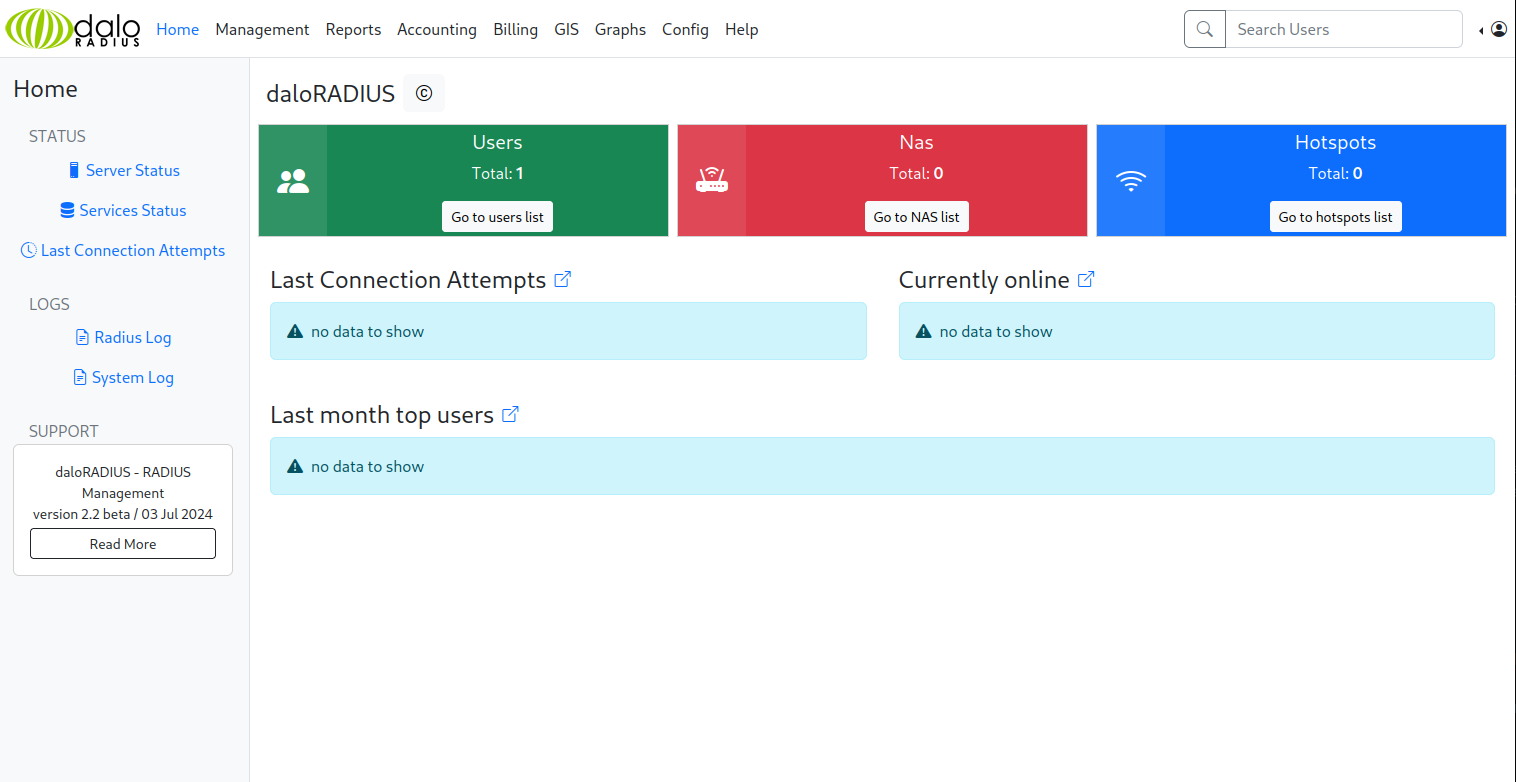 dalo
RADIUS
Home Management Reports Accounting Billing GIS Graphs Config Help
Search Users
Home
STATUS
Server Status
Services Status
Last Connection Attempts
LOGS
Radius Log
System Log
SUPPORT
daloRADIUS - RADIUS
Management
version 2.2 beta / 03 Jul 2024
Read More
daloRADIUS ©
Users
Total: 1
Go to users list
Nas
Total: 0
Go to NAS list
Hotspots
Total: 0
Go to hotspots list
Last Connection Attempts
no data to show
Currently online
no data to show
Last month top users
no data to show